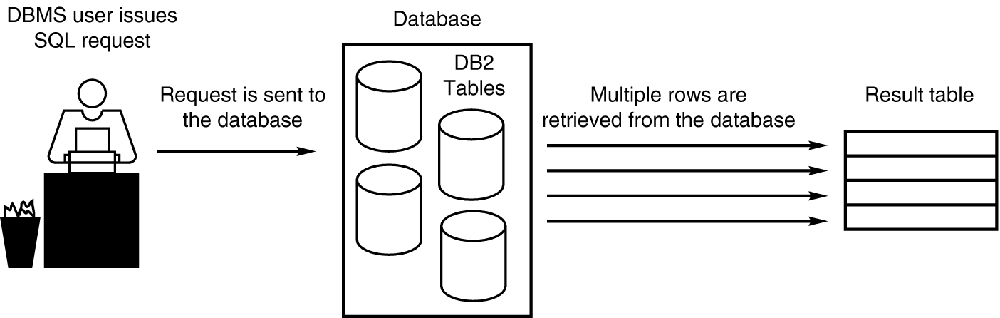 DBMS user issues
SQL request
Request is sent to
the database
Database
DB2
Tables
Multiple rows are
retrieved from the database
Result table